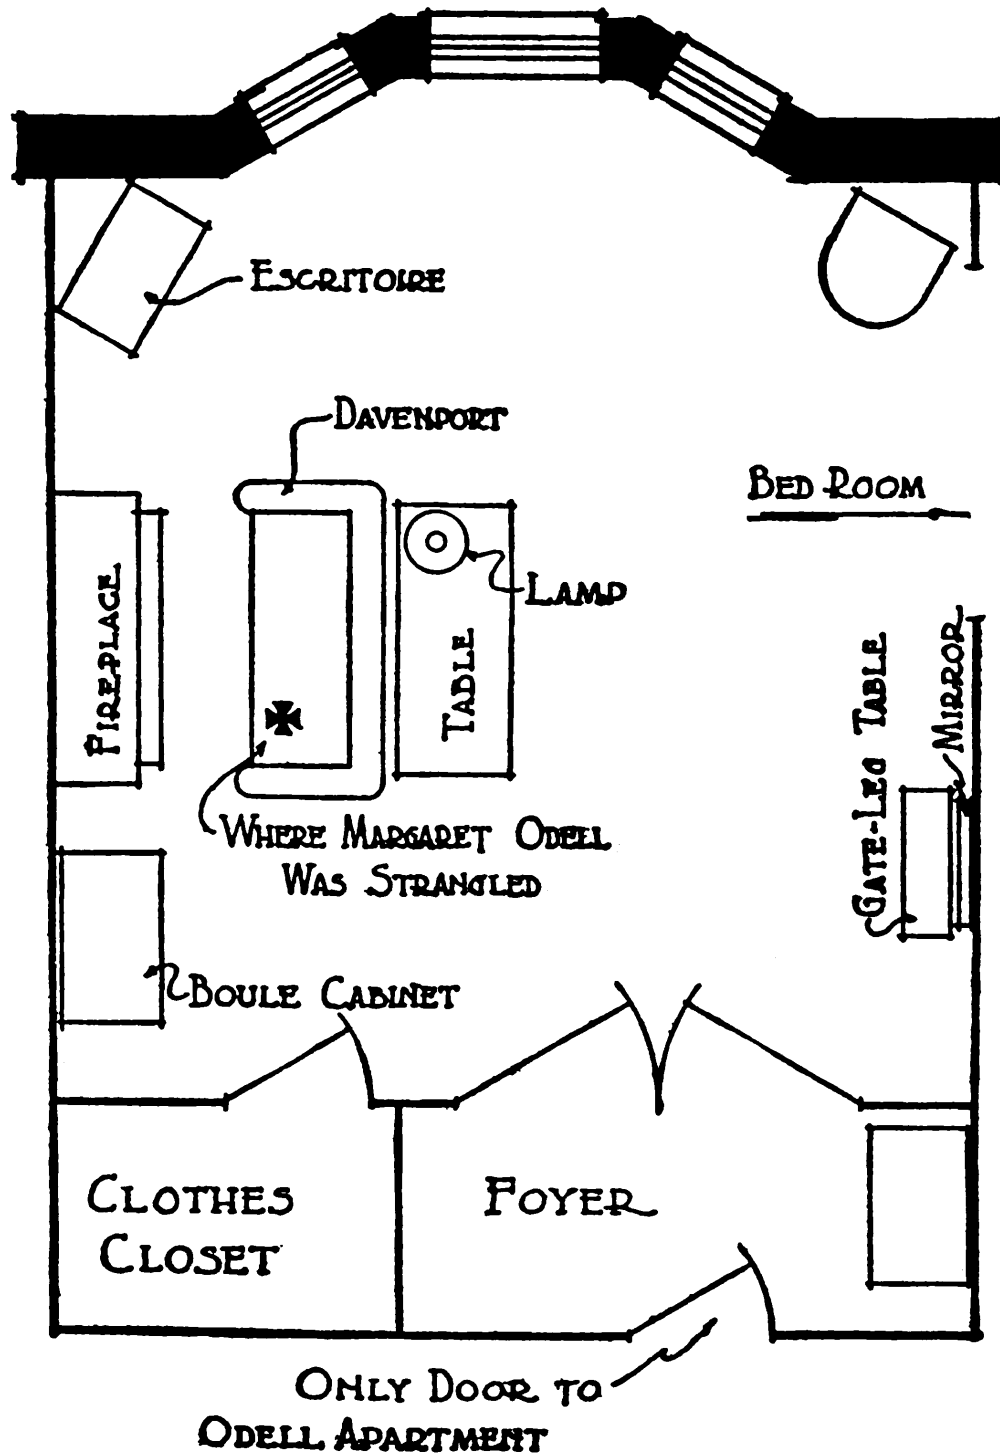 Escritoire
Davenport
Bed Room
Lamp
Fireplace
Table
Gate-Leg Table
Mirror
Where Margaret Odell
Was Strangled
Boule Cabinet
Clothes
Closet
Foyer
Only Door to
Odell Apartment